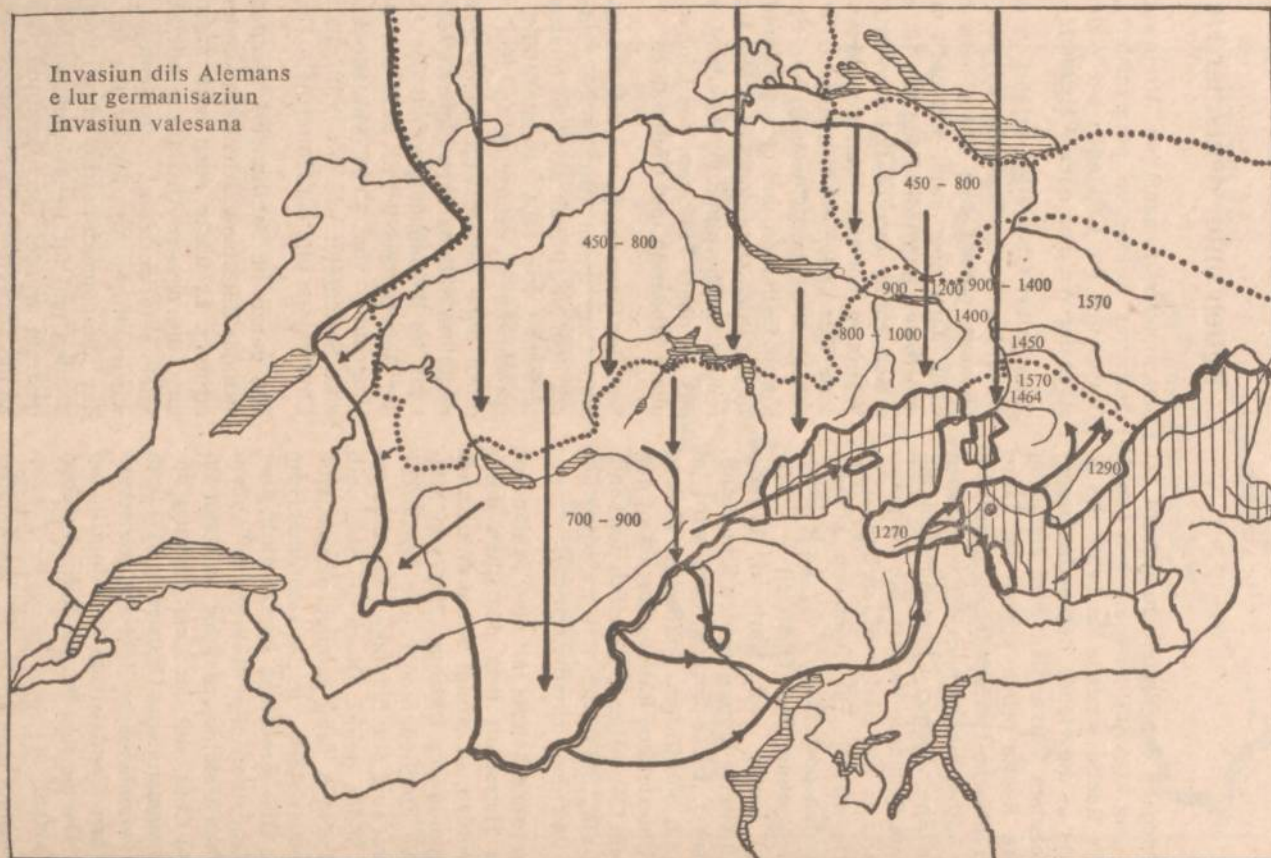 Invasiun dils Alemans
e lur germanisaziun
Invasiun valesana
450 – 800
450 – 800
900 – 1200
900 – 1400
1570
1400
800 – 1000
1450
1570
1464
1290
700 – 900
1270